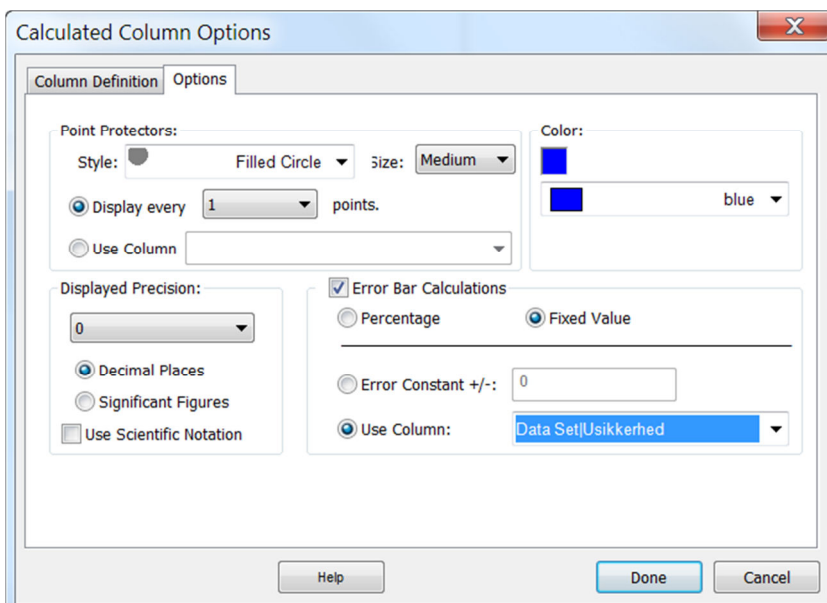 Calculated Column Options
Column Definition Options
Point Protectors:
Style: Filled Circle Size: Medium
Display every 1 points.
Use Column
Color:
blue
Displayed Precision:
0
Decimal Places
Significant Figures
Use Scientific Notation
Error Bar Calculations
Percentage Fixed Value
Error Constant +/-: 0
Use Column: Data Set|Usikkerhed
Help Done Cancel